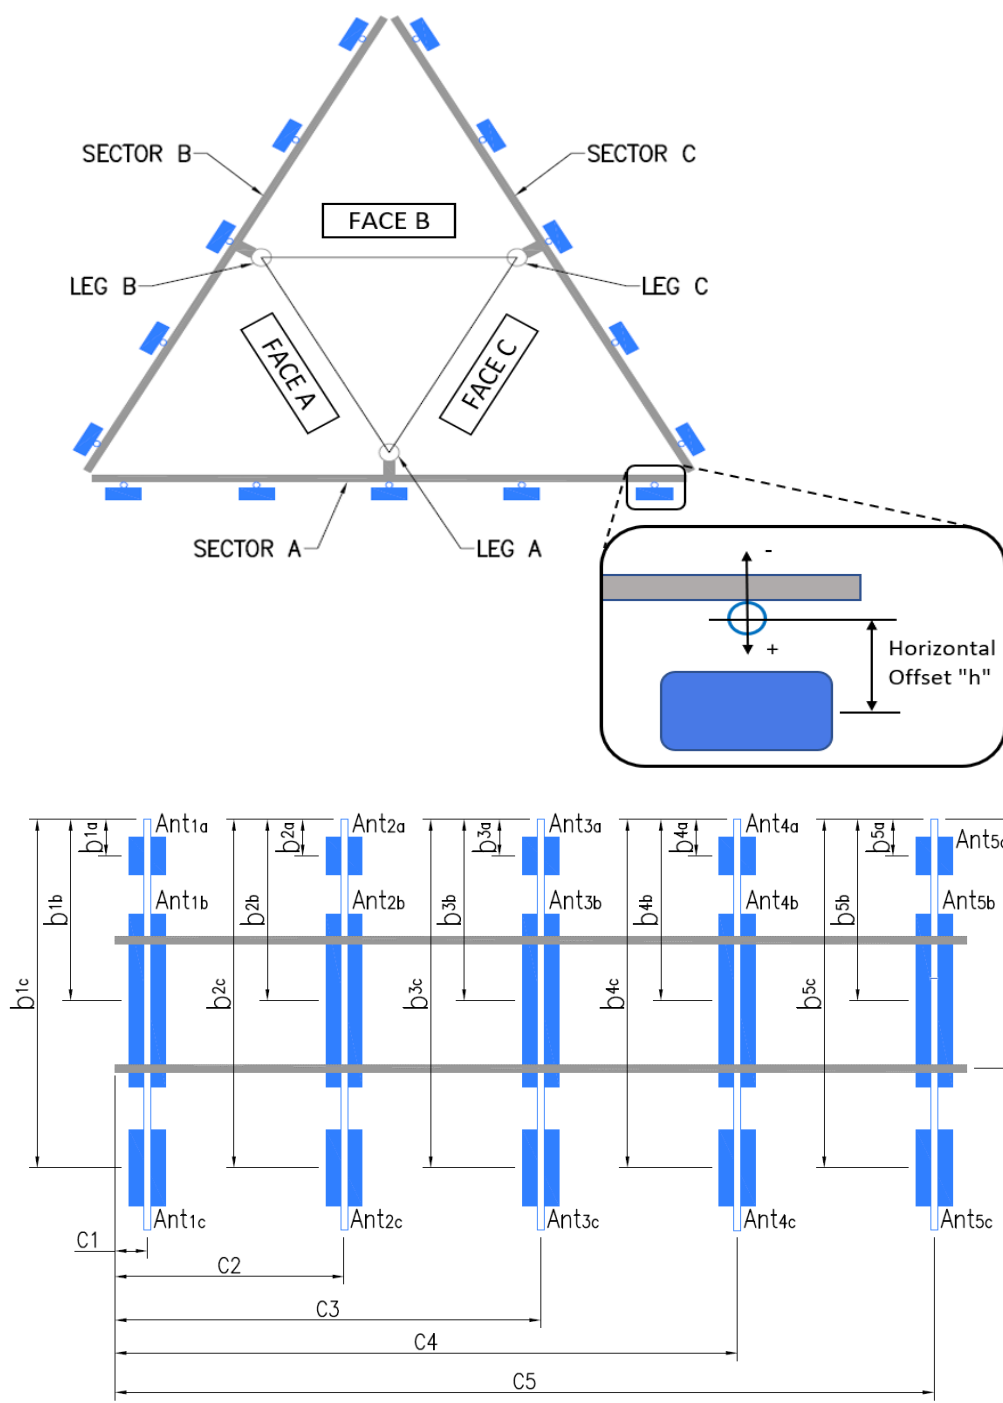 SECTOR B
SECTOR C
FACE B
LEG B
LEG C
FACE A
FACE C
SECTOR A
LEG A
-
+
Horizontal
Offset "h"
b1a
Ant1a
b2a
Ant2a
b3a
Ant3a
b4a
Ant4a
b5a
Ant5c
b1b
Ant1b
b2b
Ant2b
b3b
Ant3b
b4b
Ant4b
b5b
Ant5b
b1c
b2c
b3c
b4c
b5c
Ant1c
Ant2c
Ant3c
Ant4c
Ant5c
C1
C2
C3
C4
C5